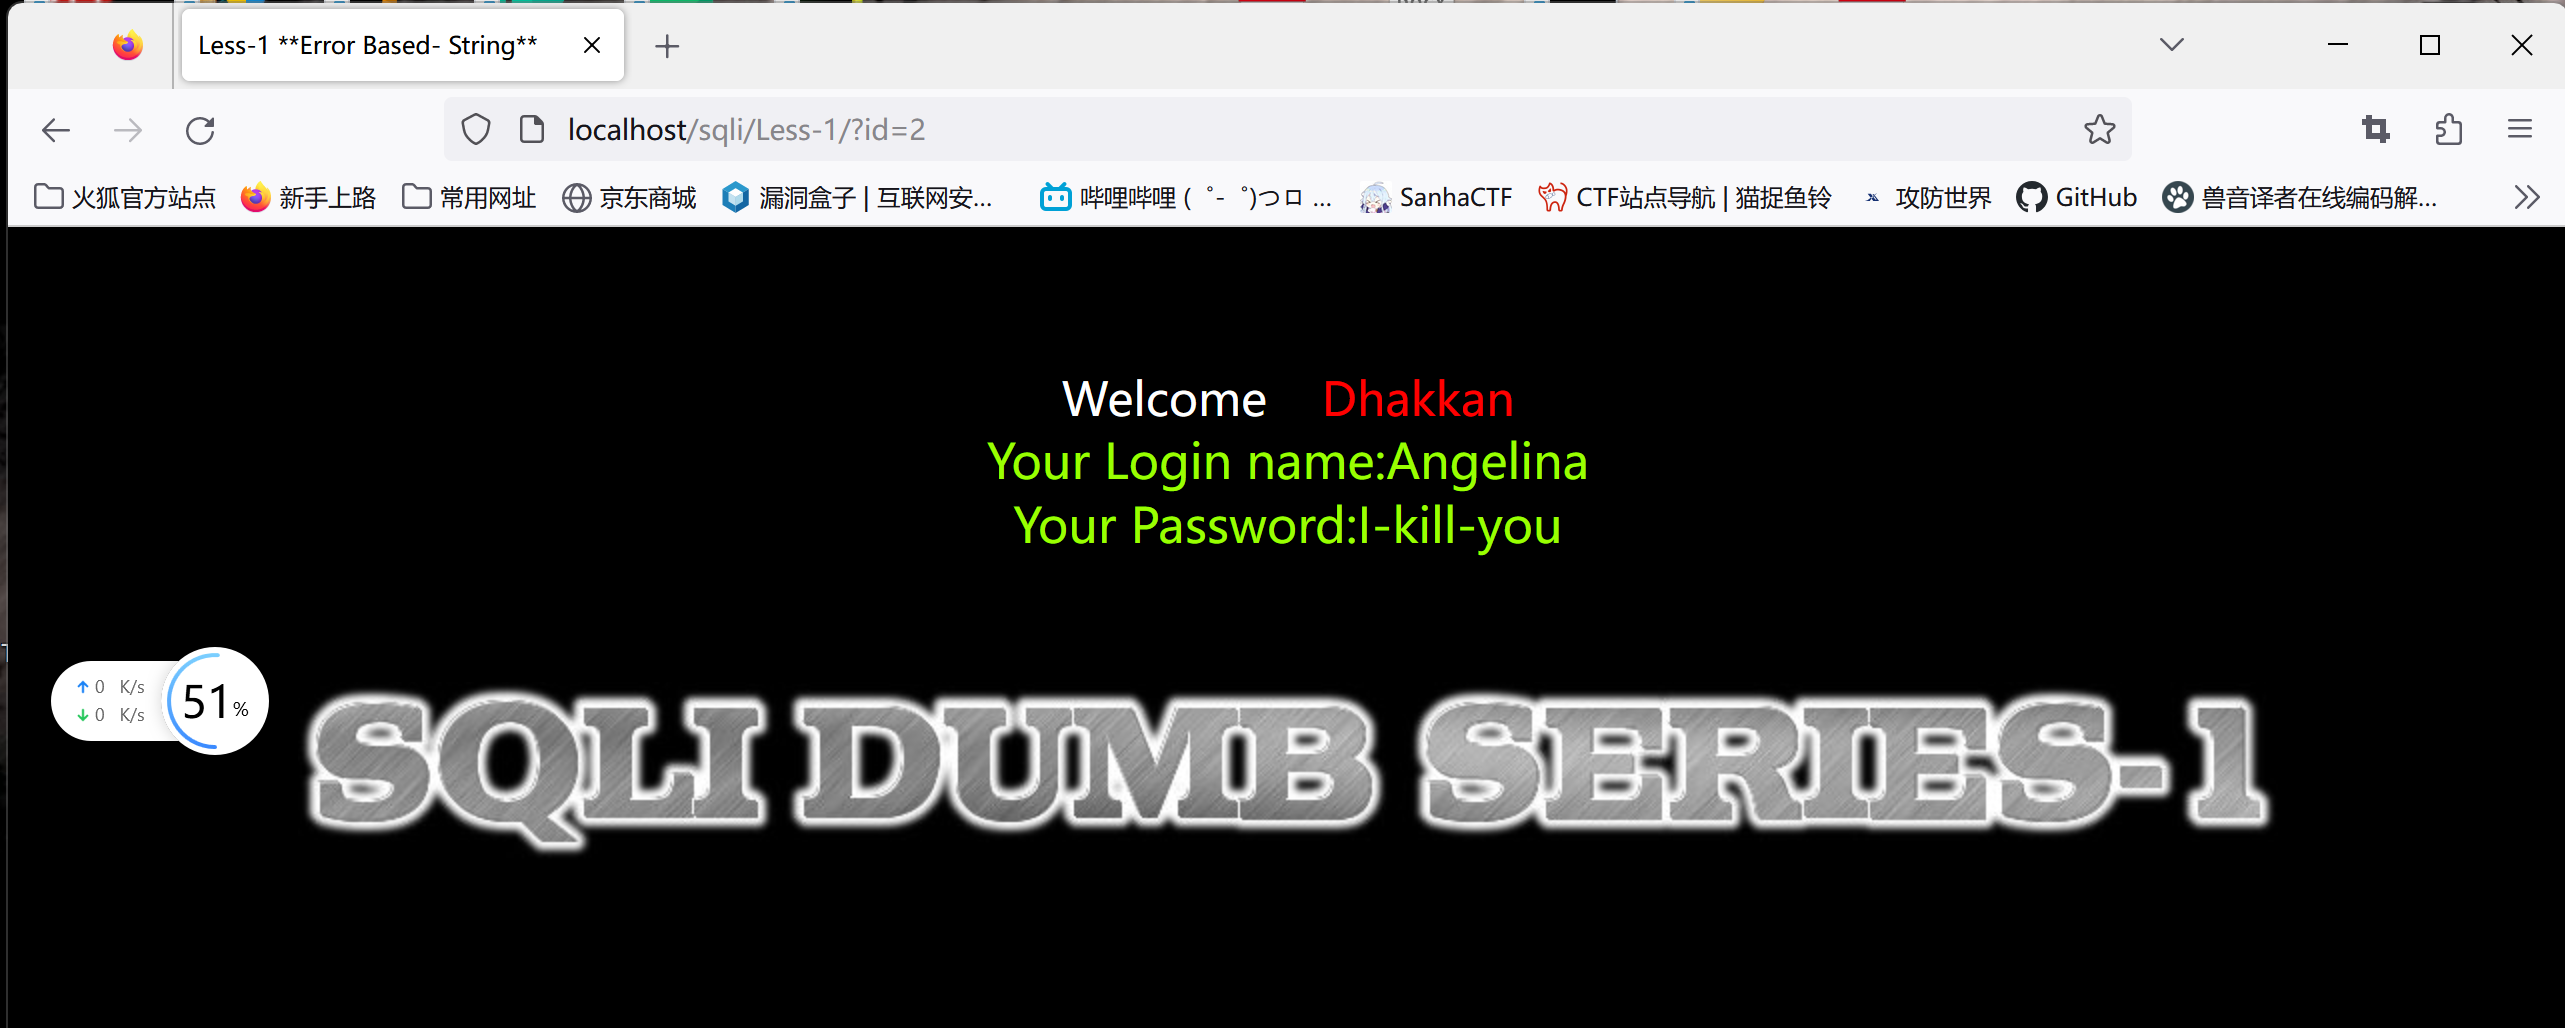 Less-1 **Error Based- String**
localhost/sqli/Less-1/?id=2
火狐官方站点 新手上路 常用网址 京东商城 漏洞盒子 | 互联网安... 哔哩哔哩 ( ゜- ゜)つロ ... SanhaCTF CTF站点导航 | 猫捉鱼铃 攻防世界 GitHub 兽音译者在线编码解...
Welcome Dhakkan
Your Login name:Angelina
Your Password:I-kill-you
0 K/s
0 K/s
51%
SQLI DUMB SERIES-1